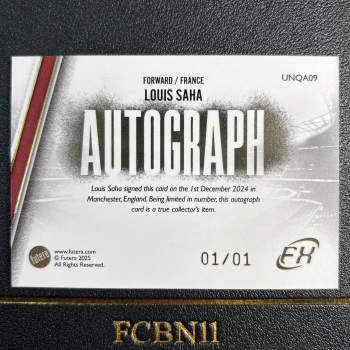 FORWARD / FRANCE
UNQA09
LOUIS SAHA
AUTOGRAPH
Louis Saha signed this card on the 1st December 2024 in
Manchester, England. Being limited in number, this autograph
card is a true collector's item.
futera
www.futera.com
© Futera 2025
All Rights Reserved.
01/01
FX
FCBN11